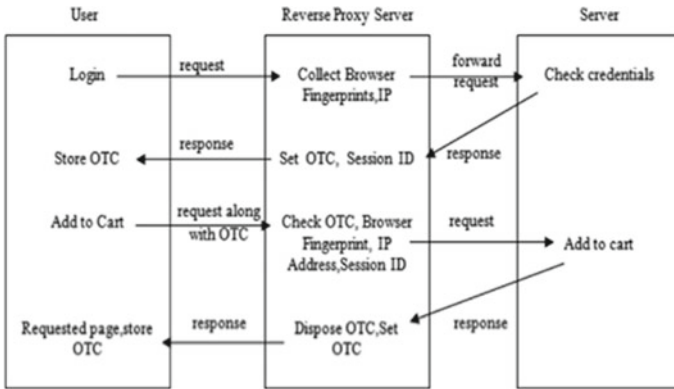 User
Reverse Proxy Server
Server
Login
request
Collect Browser
Fingerprints,IP
forward
request
Check credentials
Store OTC
response
Set OTC, Session ID
response
Add to Cart
request along
with OTC
Check OTC, Browser
Fingerprint, IP
Address,Session ID
request
Add to cart
Requested page,store
OTC
response
Dispose OTC,Set
OTC
response